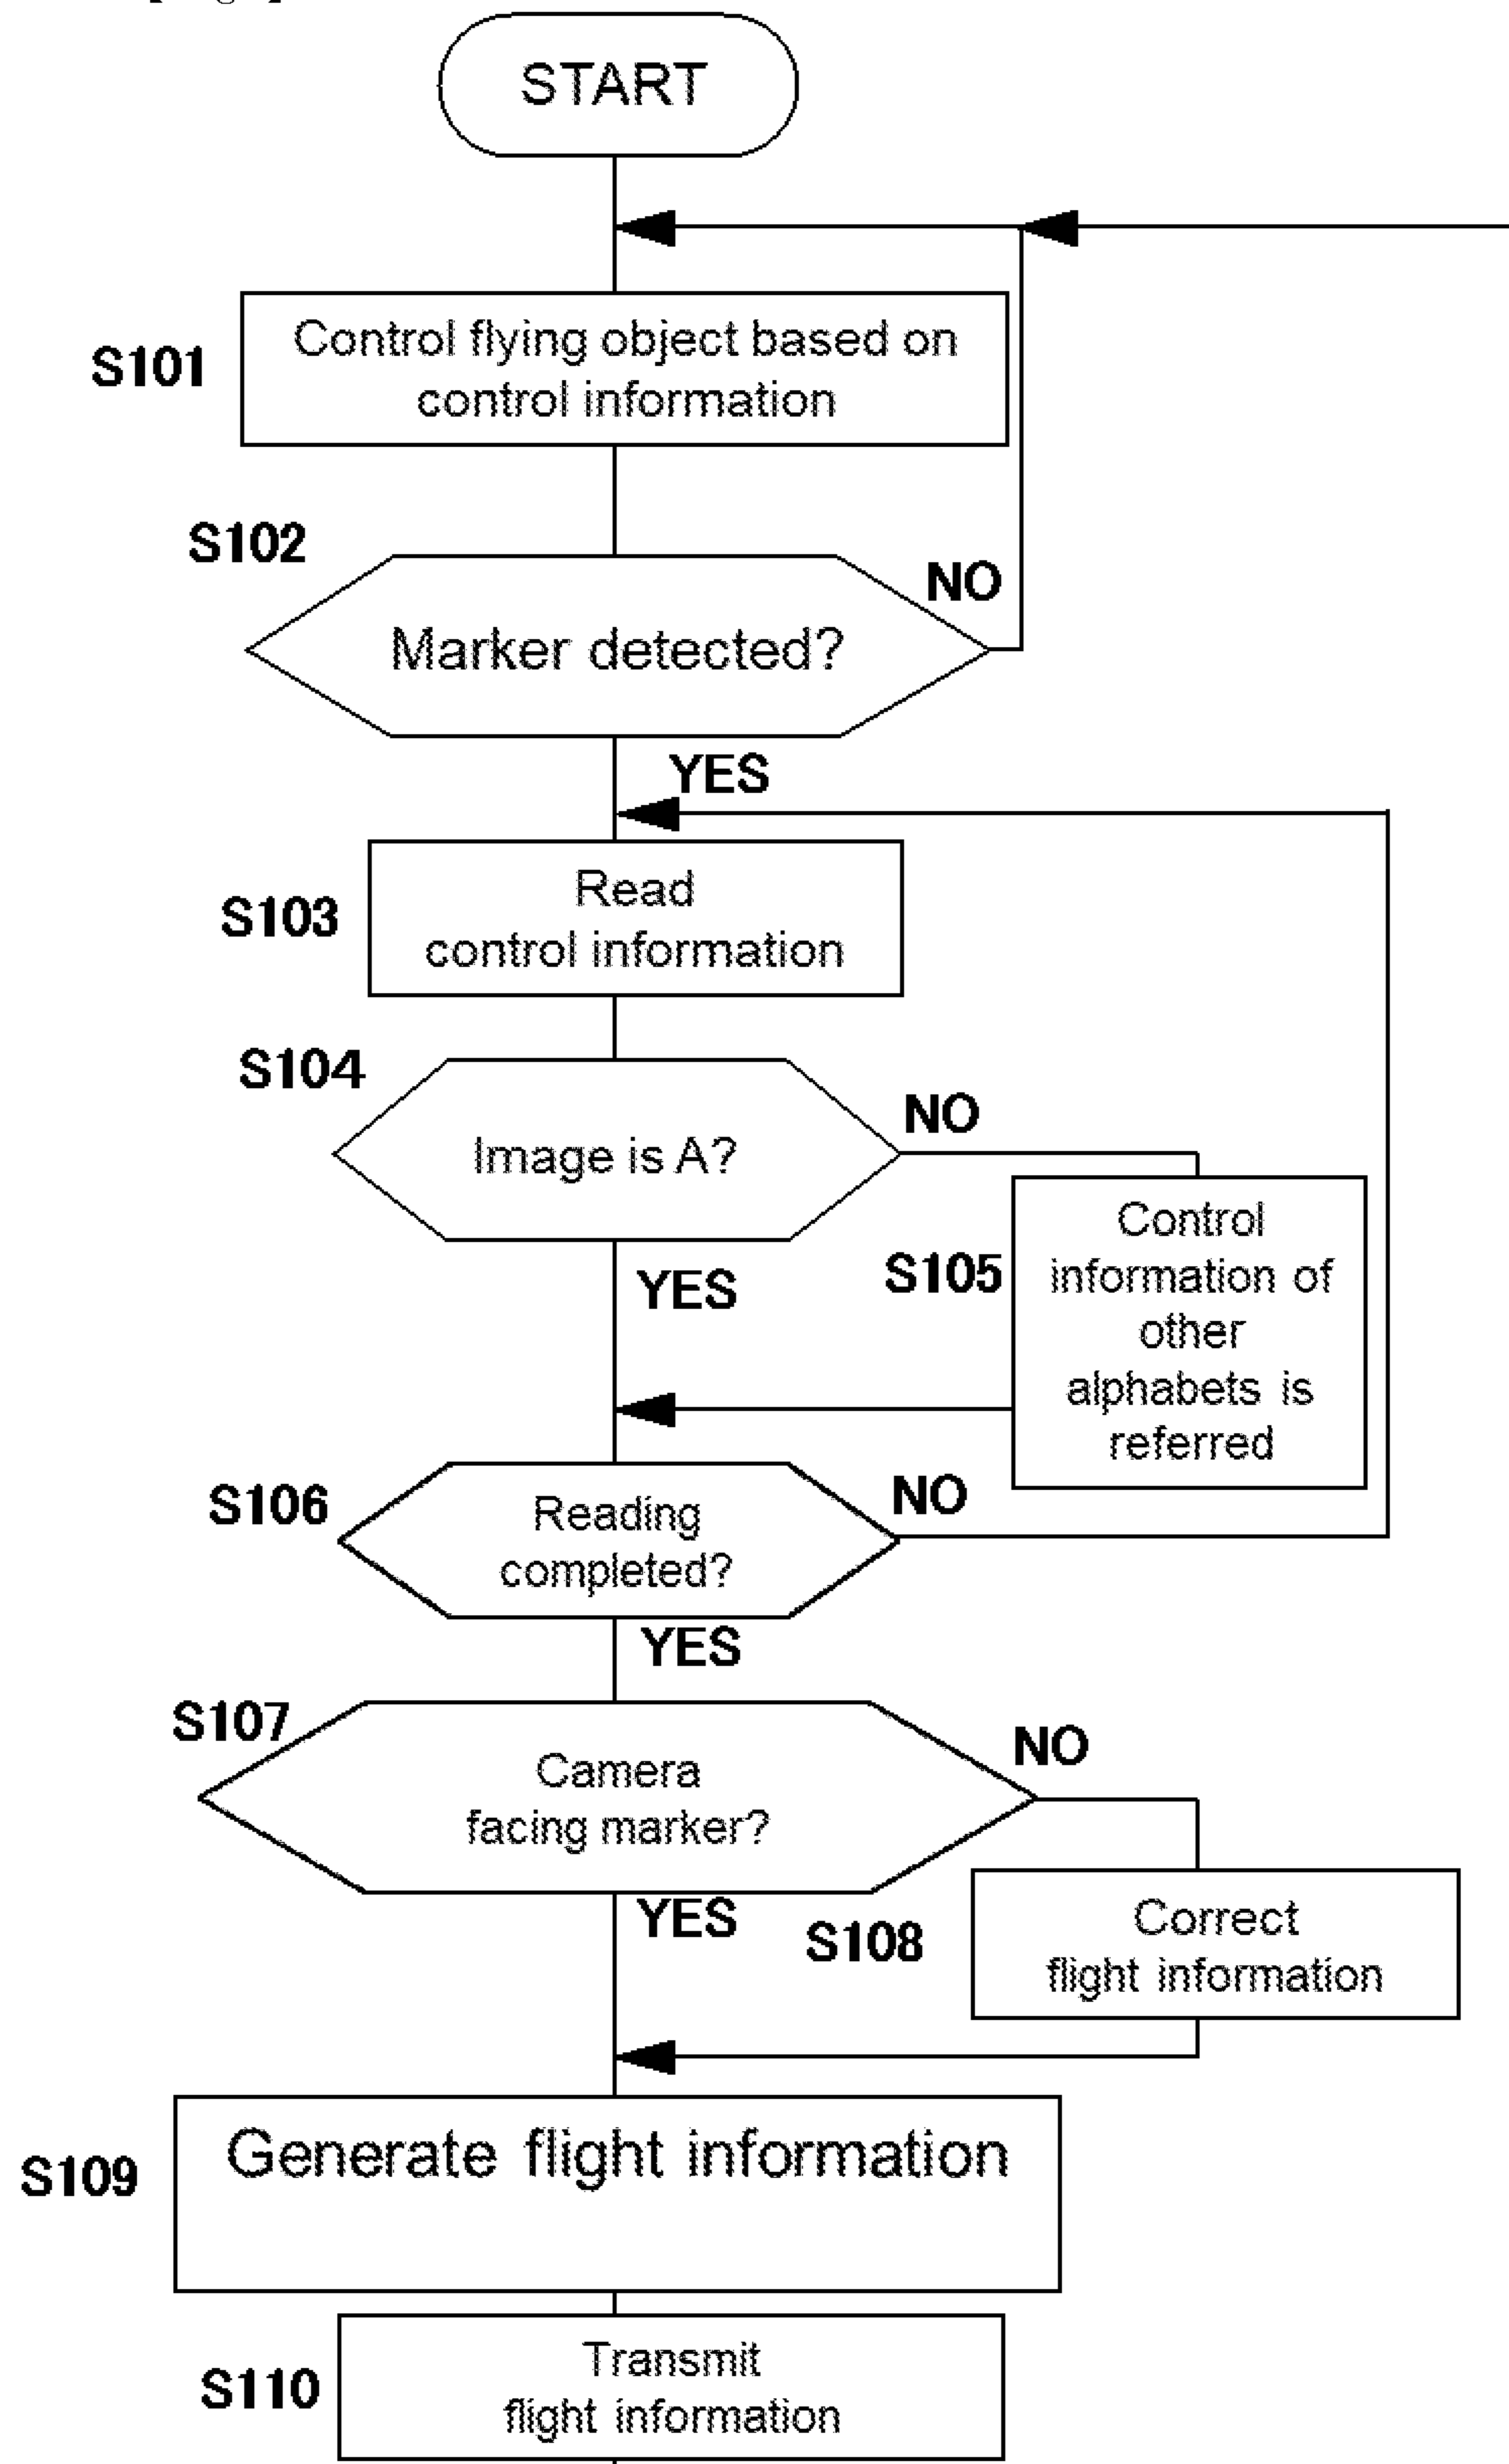 START
S101
Control flying object based on
control information
S102
NO
Marker detected?
YES
S103
Read
control information
S104
NO
Image is A?
YES
S105
Control
information of
other
alphabets is
referred
S106
NO
Reading
completed?
YES
S107
NO
Camera
facing marker?
YES
S108
Correct
flight information
S109
Generate flight information
S110
Transmit
flight information